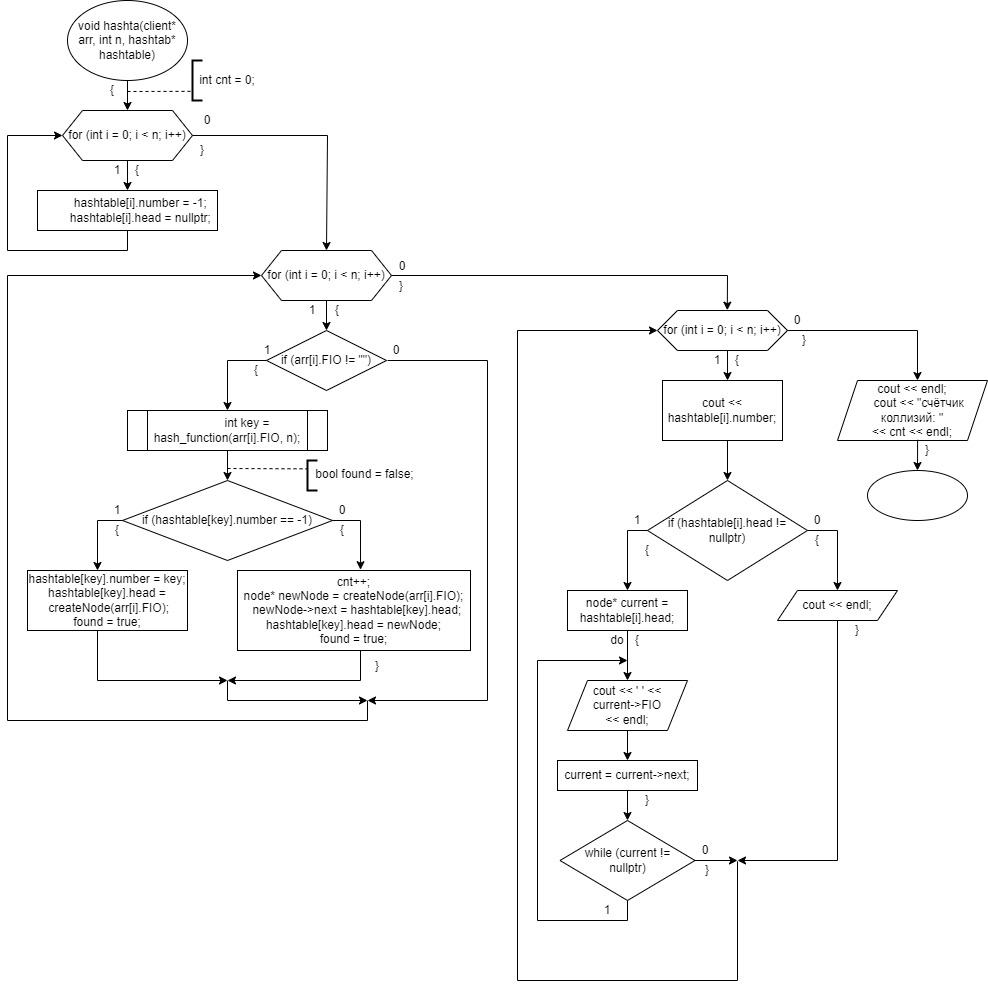 void hashta(client*
arr, int n, hashtab*
hashtable)
{
int cnt = 0;
for (int i = 0; i < n; i++)
0
}
1
{
hashtable[i].number = -1;
hashtable[i].head = nullptr;
for (int i = 0; i < n; i++)
0
}
1
{
if (arr[i].FIO != "")
1
{
0
int key =
hash_function(arr[i].FIO, n);
bool found = false;
if (hashtable[key].number == -1)
1
{
0
{
hashtable[key].number = key;
hashtable[key].head =
createNode(arr[i].FIO);
found = true;
cnt++;
node* newNode = createNode(arr[i].FIO);
newNode->next = hashtable[key].head;
hashtable[key].head = newNode;
found = true;
}
for (int i = 0; i < n; i++)
0
}
1
{
cout <<
hashtable[i].number;
cout << endl;
cout << "счётчик
коллизий: "
<< cnt << endl;
}
if (hashtable[i].head !=
nullptr)
1
{
0
{
node* current =
hashtable[i].head;
cout << endl;
}
do
{
cout << ' ' <<
current->FIO
<< endl;
current = current->next;
}
while (current !=
nullptr)
0
}
1